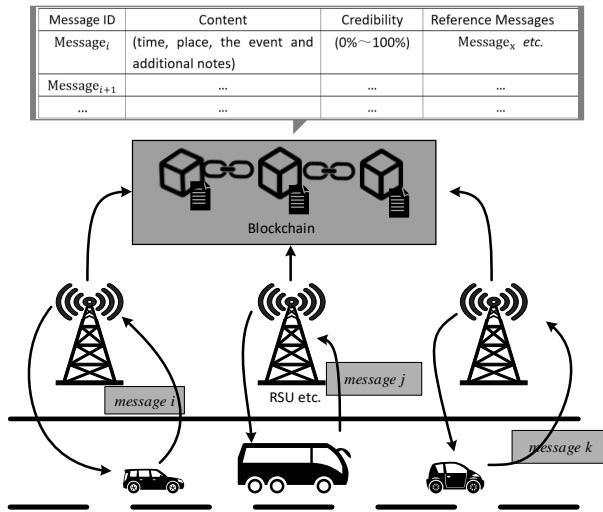 Message ID Content Credibility Reference Messages
Message𝑖 (time, place, the event and additional notes) (0%~100%) Messageₓ etc.
Message𝑖+1 … … …
… … … …
Blockchain
RSU etc.
message i
message j
message k